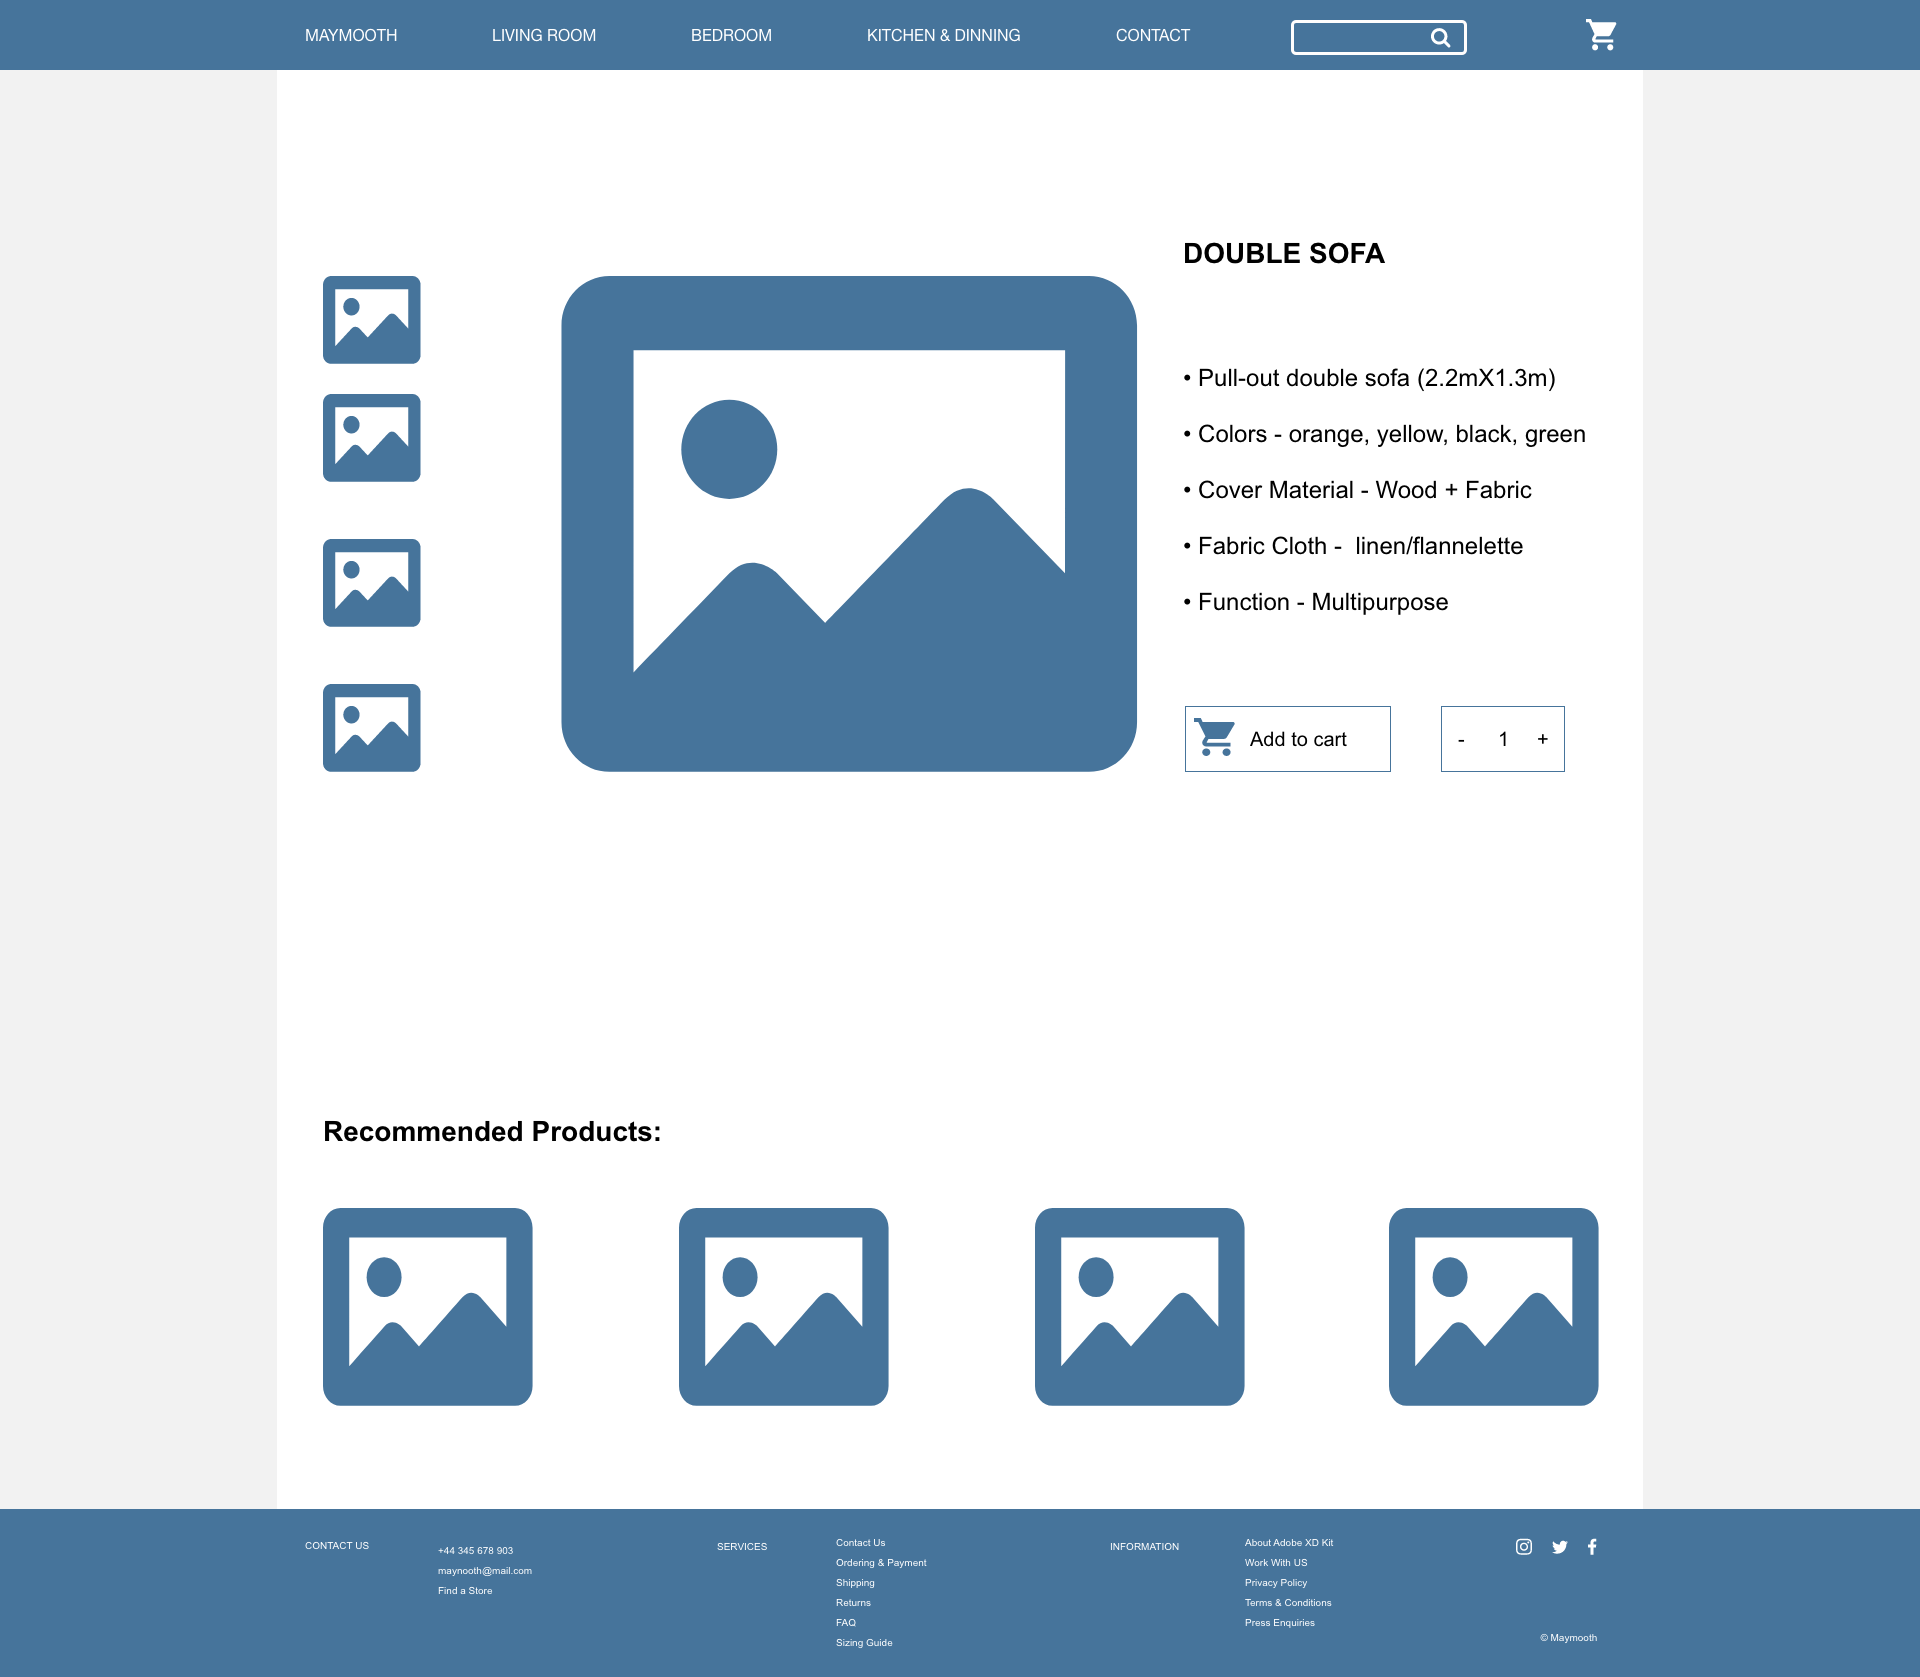 MAYMOOTH
LIVING ROOM
BEDROOM
KITCHEN & DINNING
CONTACT
DOUBLE SOFA
• Pull-out double sofa (2.2mX1.3m)
• Colors - orange, yellow, black, green
• Cover Material - Wood + Fabric
• Fabric Cloth -  linen/flannelette
• Function - Multipurpose
Add to cart
- 1 +
Recommended Products:
CONTACT US
+44 345 678 903
maynooth@mail.com
Find a Store
SERVICES
Contact Us
Ordering & Payment
Shipping
Returns
FAQ
Sizing Guide
INFORMATION
About Adobe XD Kit
Work With US
Privacy Policy
Terms & Conditions
Press Enquiries
© Maymooth